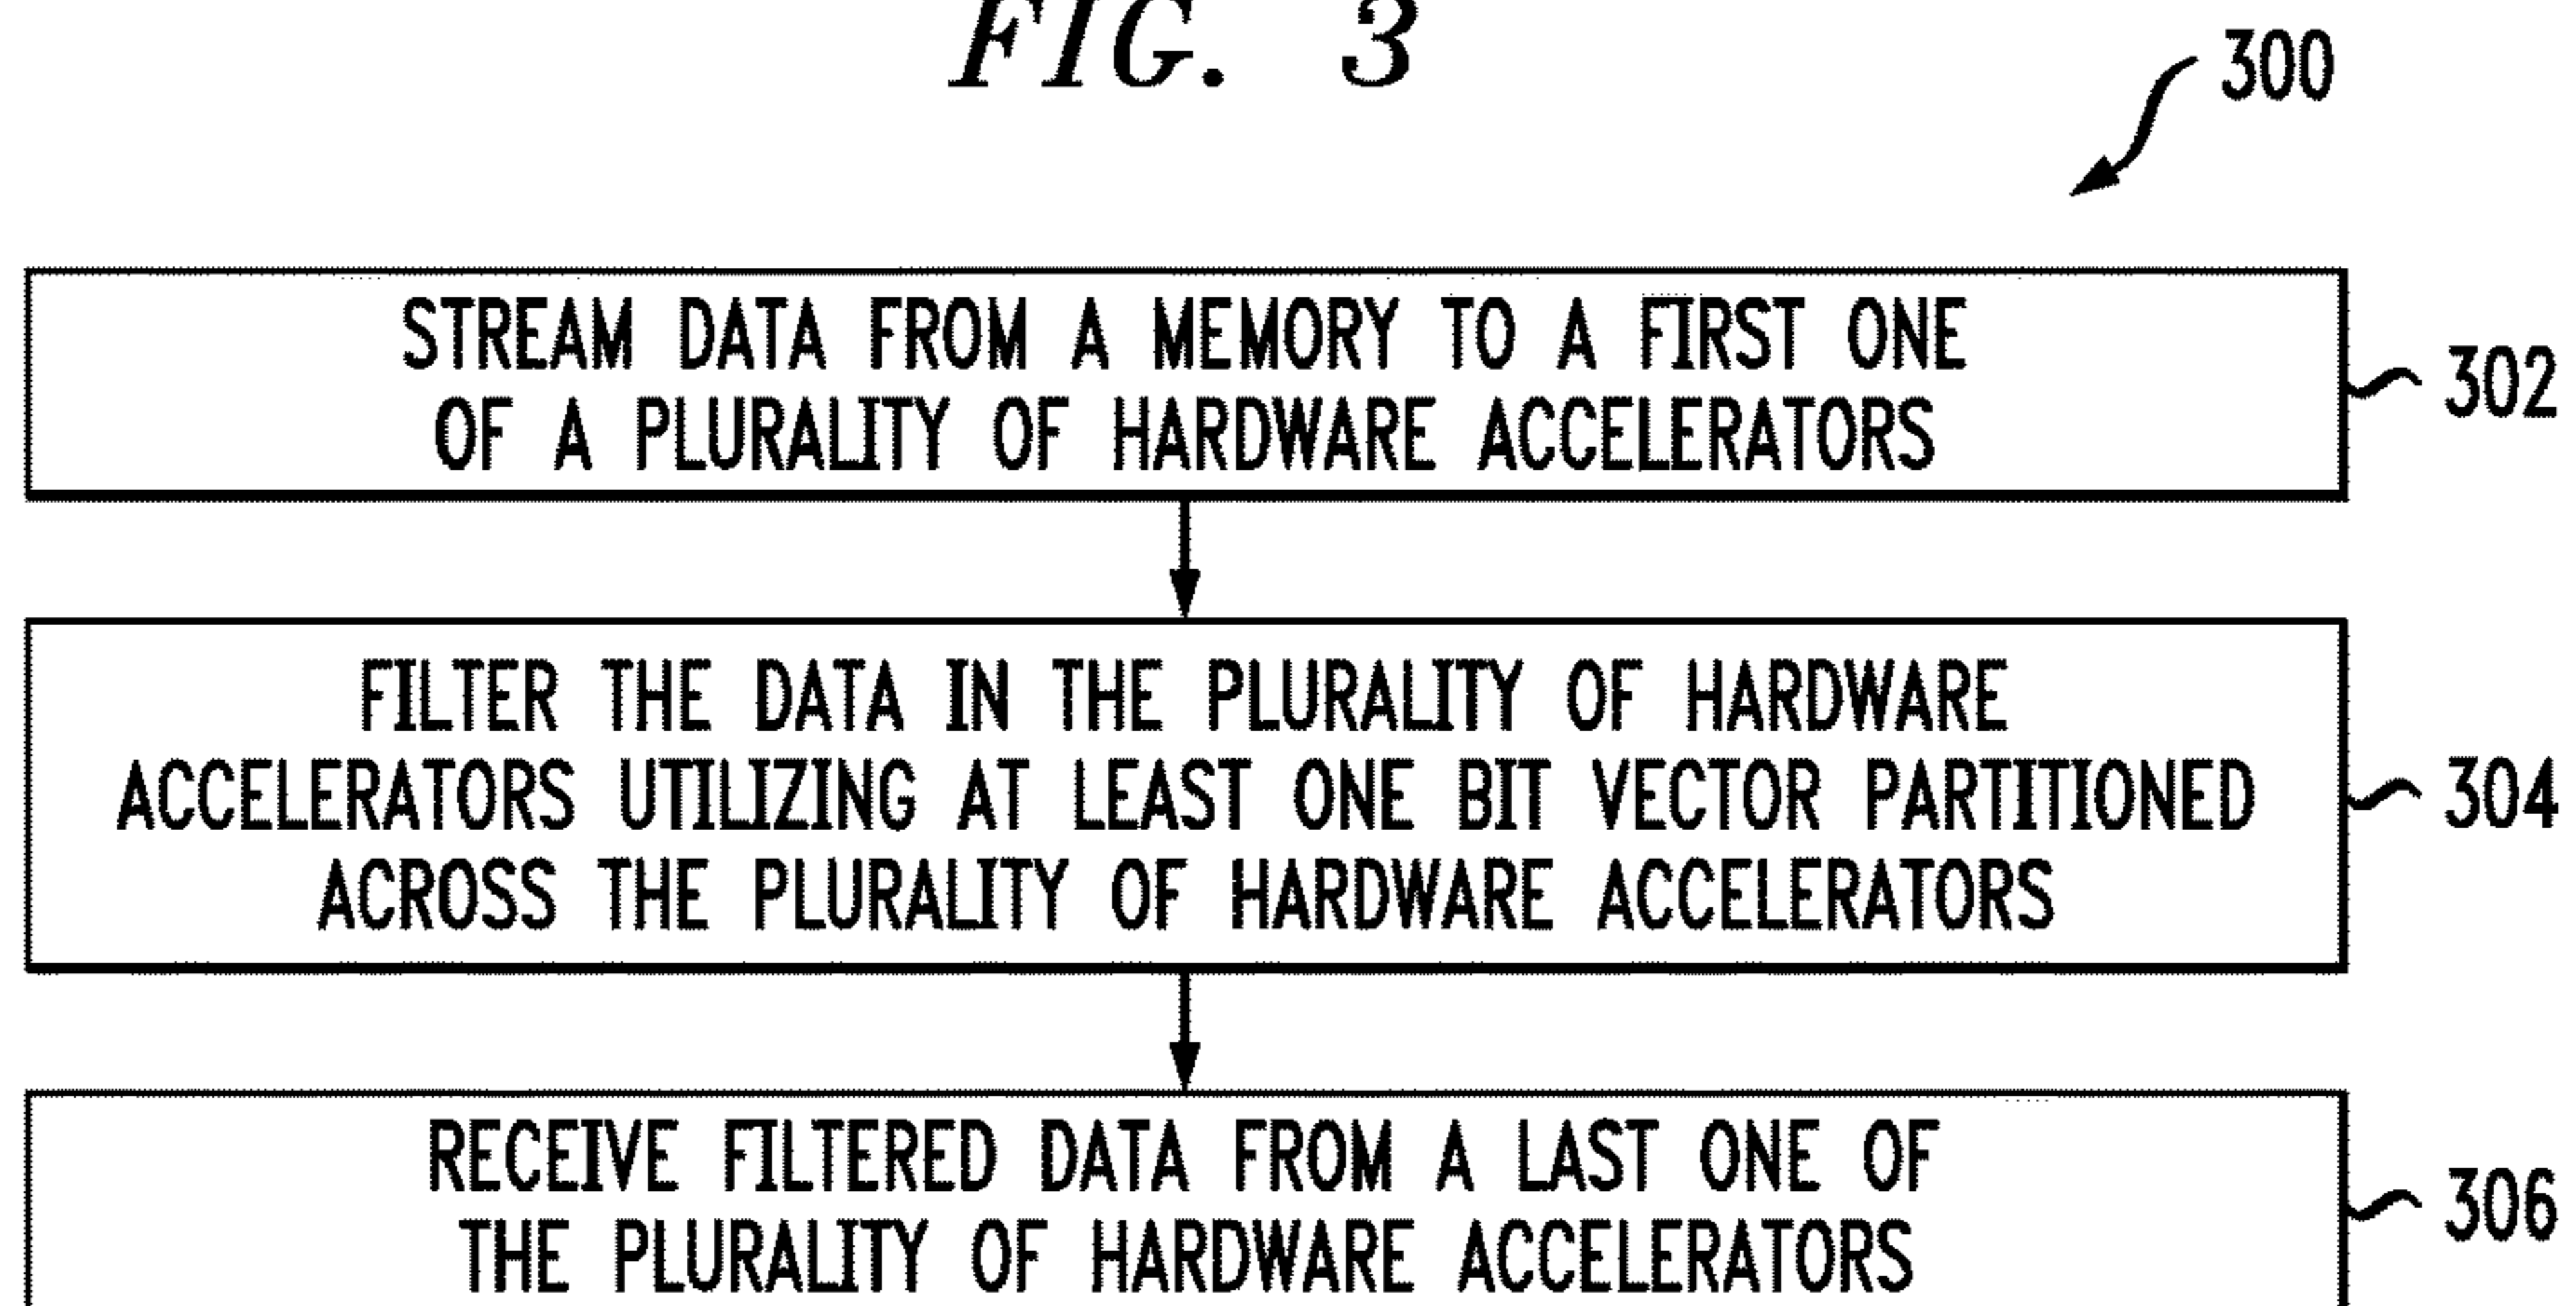 FIG. 3
300
STREAM DATA FROM A MEMORY TO A FIRST ONE
OF A PLURALITY OF HARDWARE ACCELERATORS
302
FILTER THE DATA IN THE PLURALITY OF HARDWARE
ACCELERATORS UTILIZING AT LEAST ONE BIT VECTOR PARTITIONED
ACROSS THE PLURALITY OF HARDWARE ACCELERATORS
304
RECEIVE FILTERED DATA FROM A LAST ONE OF
THE PLURALITY OF HARDWARE ACCELERATORS
306